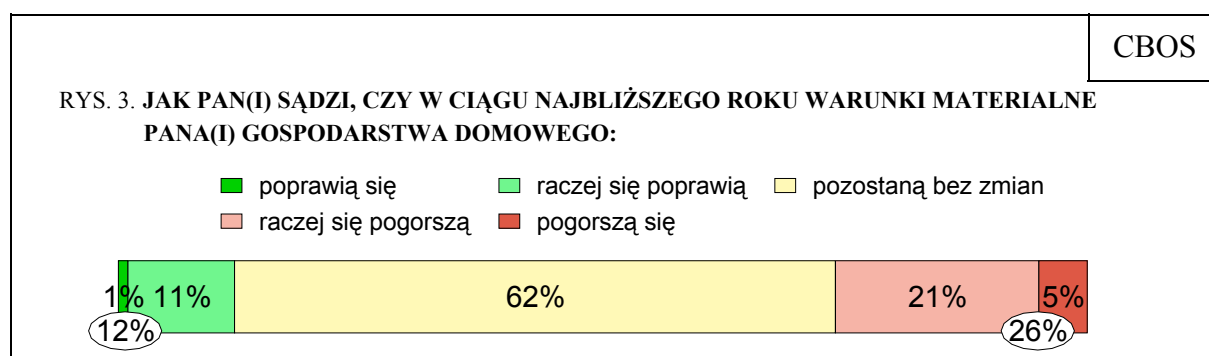 CBOS
RYS. 3. JAK PAN(I) SĄDZI, CZY W CIĄGU NAJBLIŻSZEGO ROKU WARUNKI MATERIALNE
PANA(I) GOSPODARSTWA DOMOWEGO:
poprawią się raczej się poprawią pozostaną bez zmian
raczej się pogorszą pogorszą się
1% 11% 62% 21% 5%
12% 26%